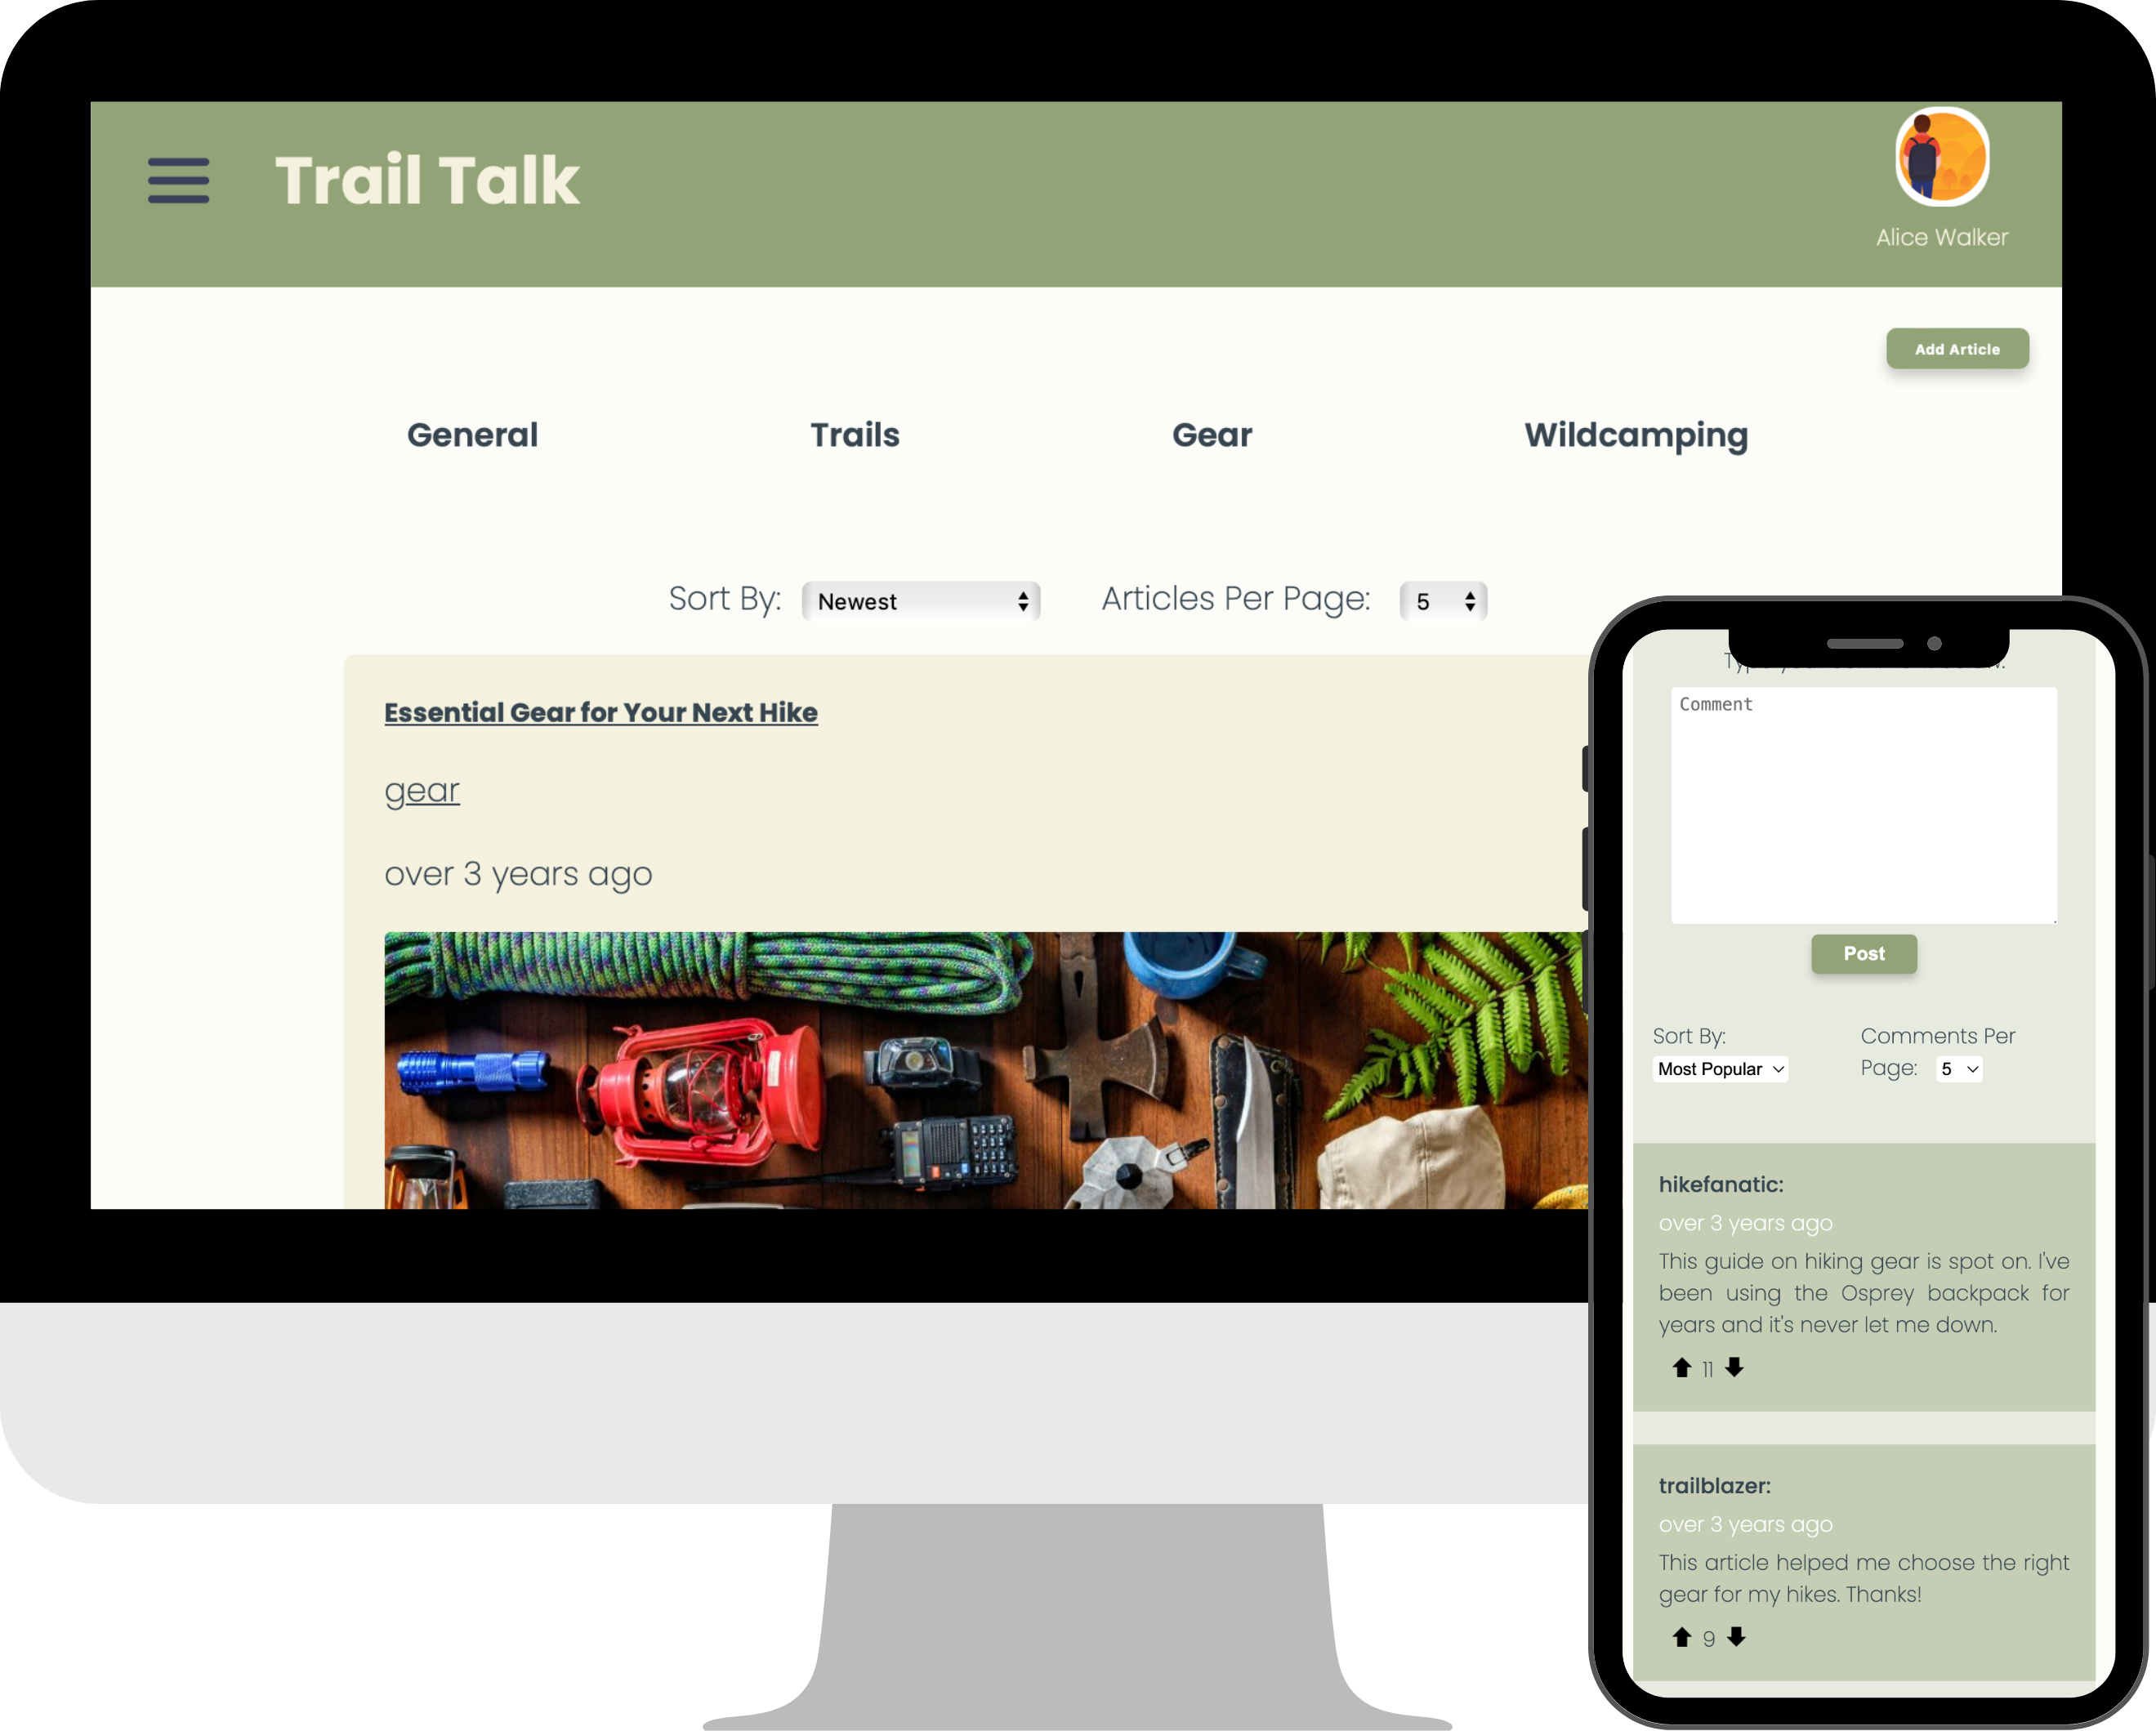 Trail Talk
Alice Walker
Add Article
General Trails Gear Wildcamping
Sort By: Newest Articles Per Page: 5
Essential Gear for Your Next Hike
gear
over 3 years ago
Comment
Post
Sort By:
Most Popular
Comments Per
Page: 5
hikefanatic:
over 3 years ago
This guide on hiking gear is spot on. I've
been using the Osprey backpack for
years and it's never let me down.
11
trailblazer:
over 3 years ago
This article helped me choose the right
gear for my hikes. Thanks!
9